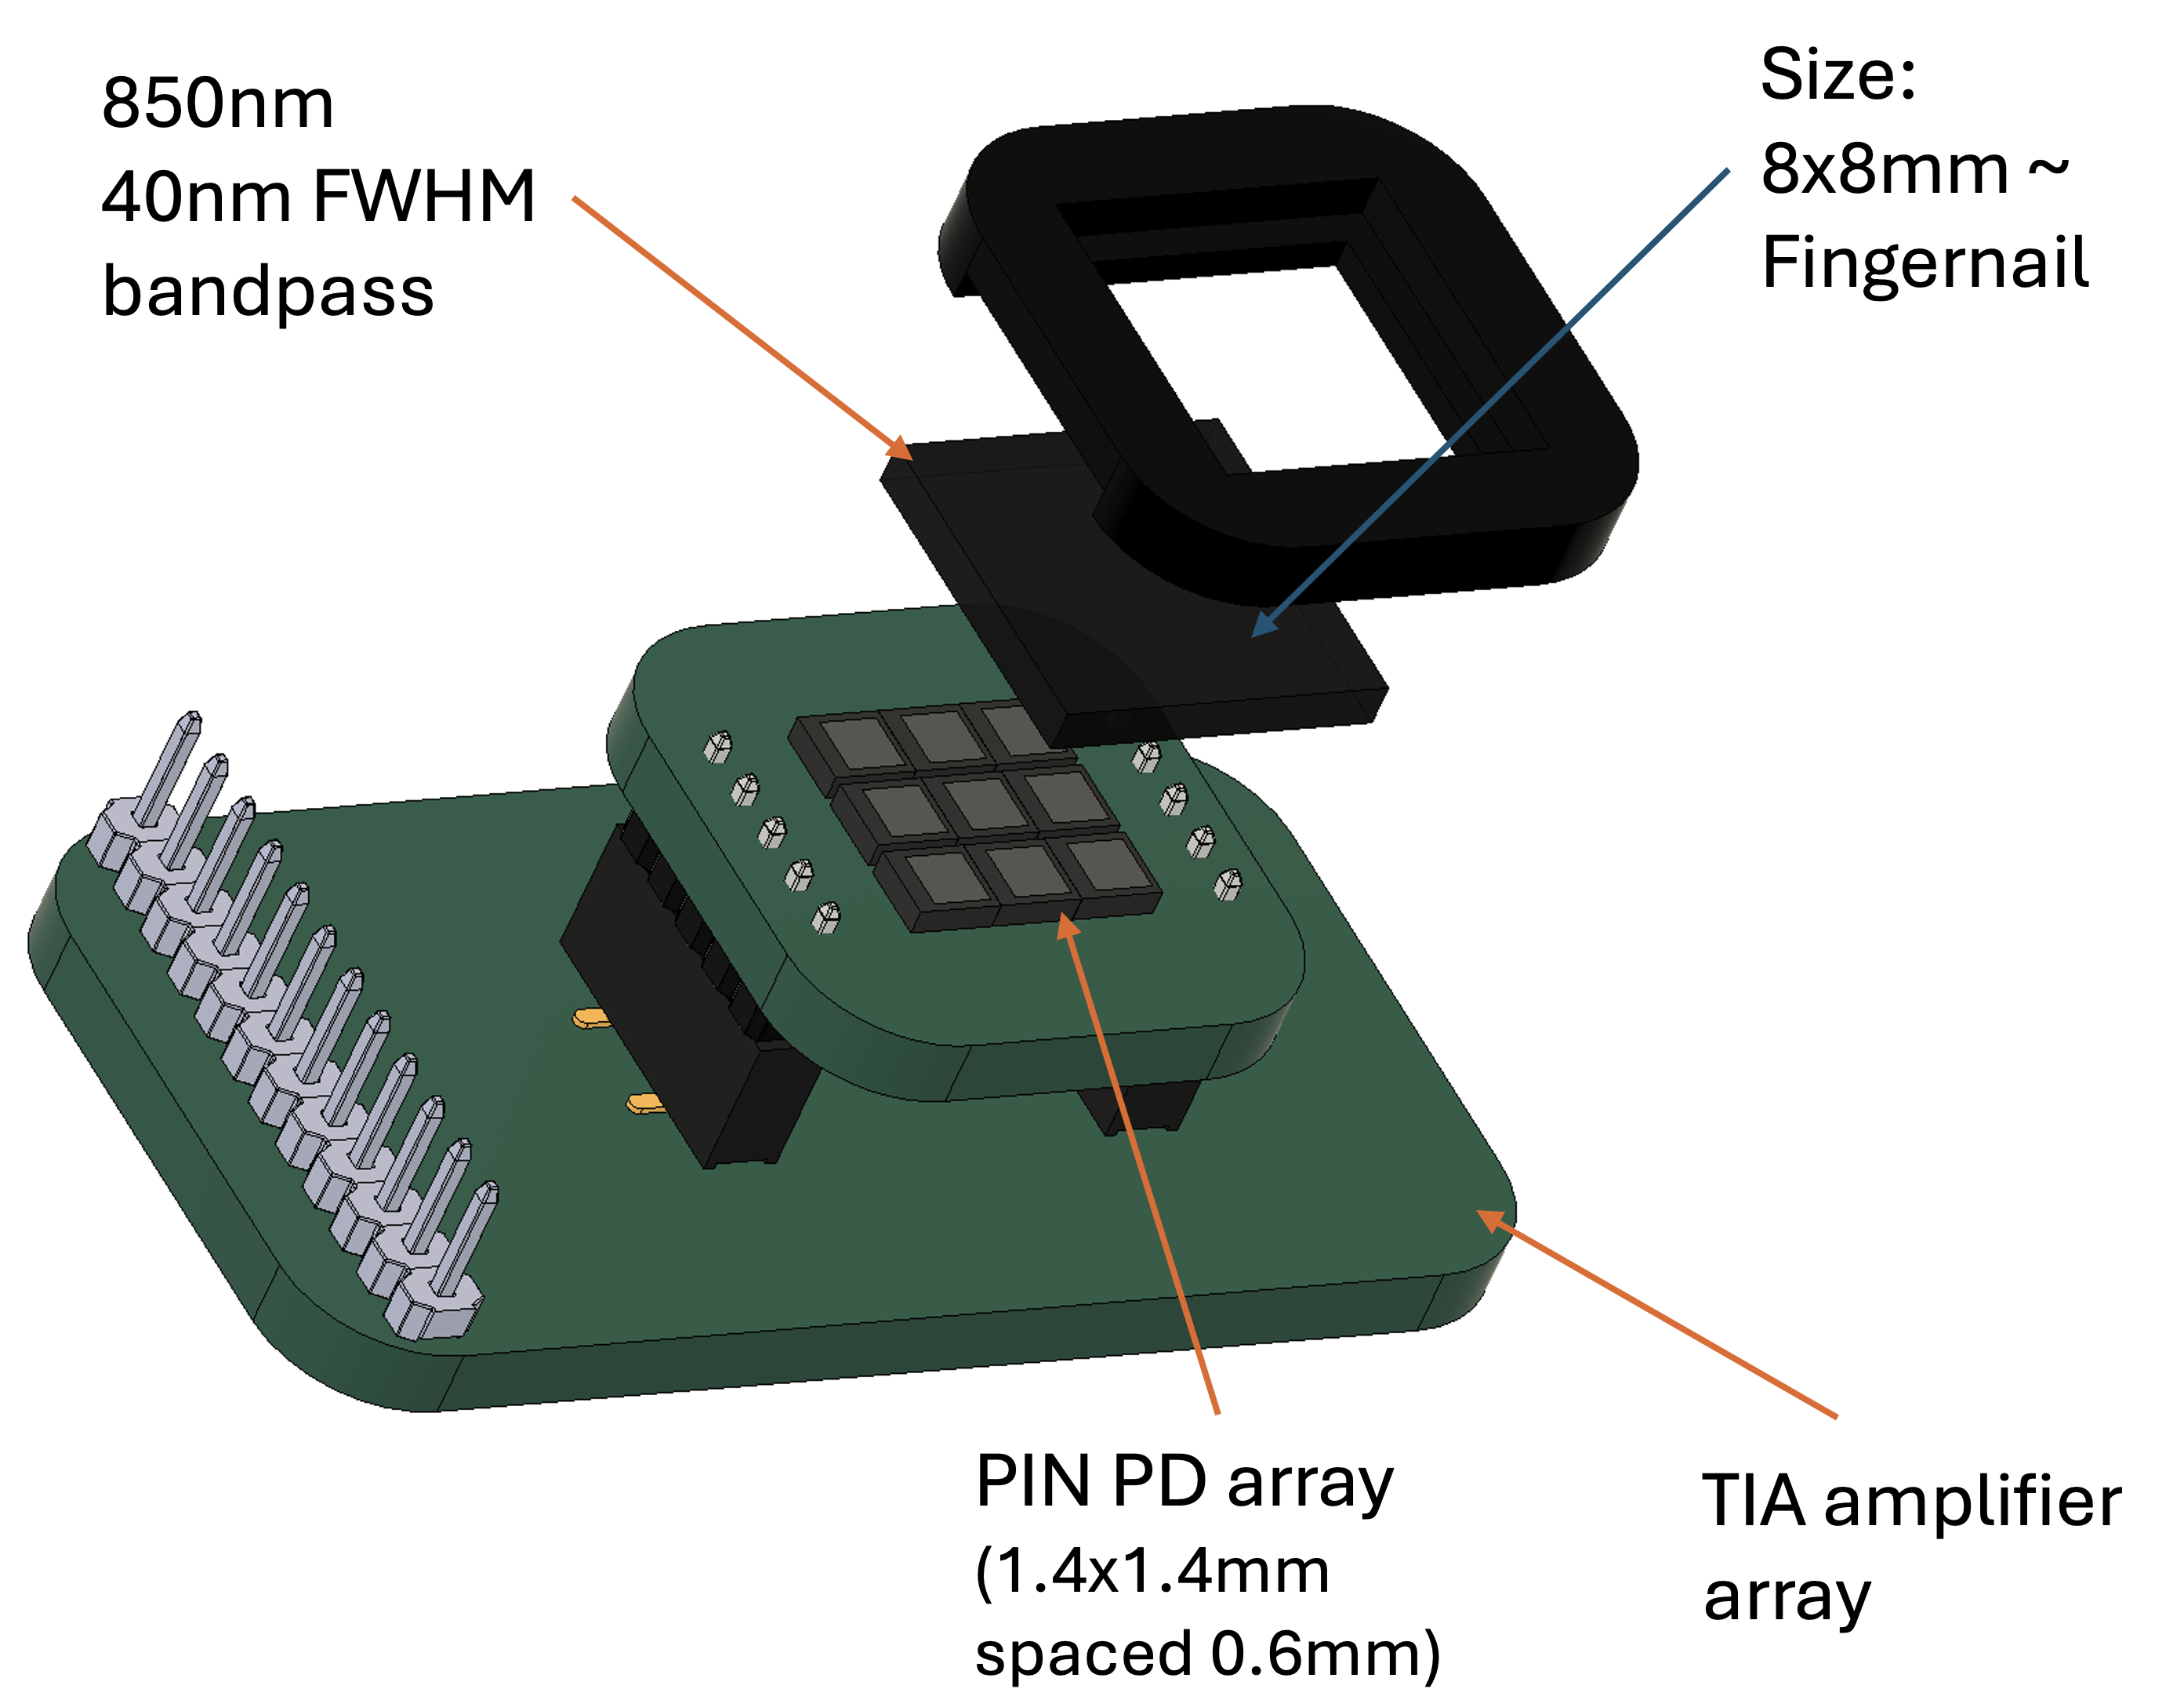 850nm
40nm FWHM
bandpass
Size:
8x8mm ~
Fingernail
PIN PD array
(1.4x1.4mm
spaced 0.6mm)
TIA amplifier
array